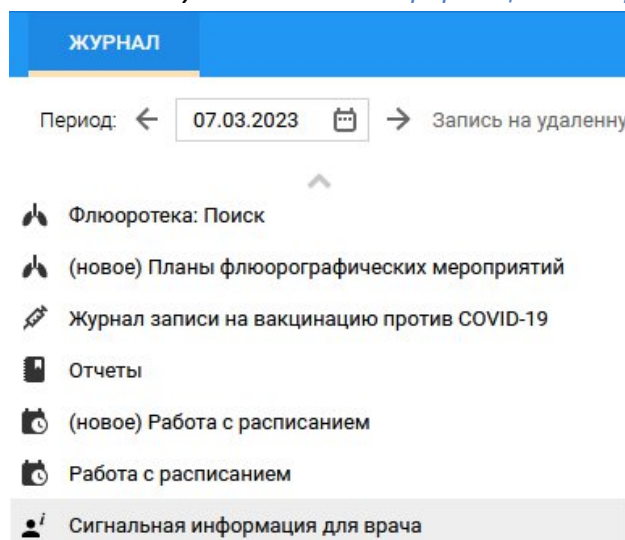 ЖУРНАЛ
Период: 07.03.2023 Запись на удаленну
Флюоротека: Поиск
(новое) Планы флюорографических мероприятий
Журнал записи на вакцинацию против COVID-19
Отчеты
(новое) Работа с расписанием
Работа с расписанием
Сигнальная информация для врача